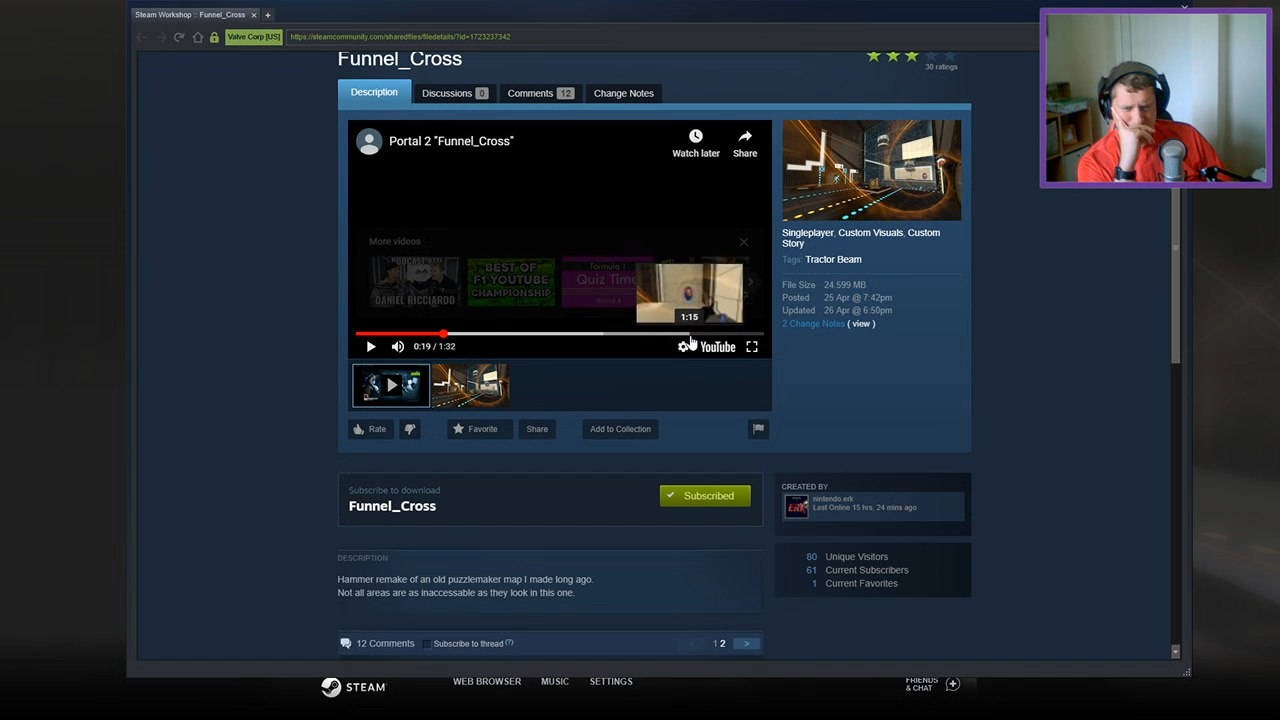 Steam Workshop :: Funnel_Cross
Valve Corp [US]
https://steamcommunity.com/sharedfiles/filedetails/?id=1723237342
Funnel_Cross
30 ratings
Description
Discussions 0
Comments 12
Change Notes
Portal 2 "Funnel_Cross"
Watch later
Share
More videos
DANIEL RICCIARDO
BEST OF
F1 YOUTUBE
CHAMPIONSHIP
Formula 1
Quiz Time
1:15
0:19 / 1:32
YouTube
Singleplayer, Custom Visuals, Custom
Story
Tags: Tractor Beam
File Size 24.599 MB
Posted 25 Apr @ 7:42pm
Updated 26 Apr @ 6:50pm
2 Change Notes ( view )
Rate
Favorite
Share
Add to Collection
Subscribe to download
Funnel_Cross
Subscribed
CREATED BY
nintendo.erk
Last Online 15 hrs, 24 mins ago
80 Unique Visitors
61 Current Subscribers
1 Current Favorites
DESCRIPTION
Hammer remake of an old puzzlemaker map I made long ago.
Not all areas are as inaccessable as they look in this one.
12 Comments
Subscribe to thread (?)
< 1 2 >
STEAM
WEB BROWSER
MUSIC
SETTINGS
FRIENDS
& CHAT